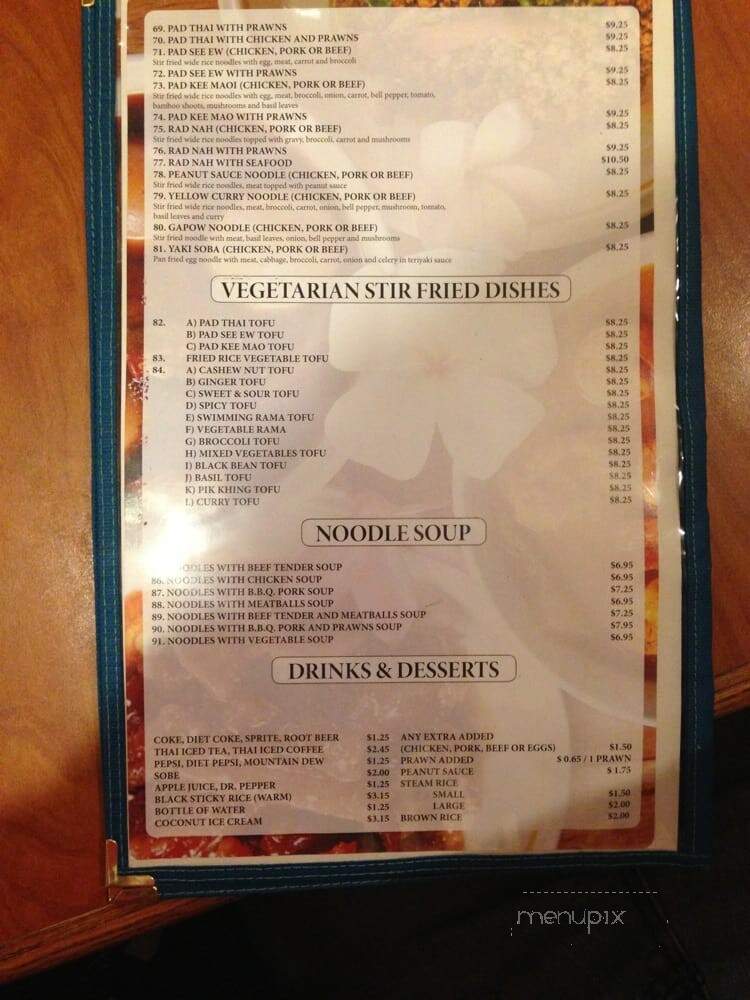 69. PAD THAI WITH PRAWNS $9.25
70. PAD THAI WITH CHICKEN AND PRAWNS $9.25
71. PAD SEE EW (CHICKEN, PORK OR BEEF) $8.25
Stir fried wide rice noodles with egg, meat, carrot and broccoli
72. PAD SEE EW WITH PRAWNS $9.25
73. PAD KEE MAOI (CHICKEN, PORK OR BEEF) $8.25
Stir fried wide rice noodles with egg, meat, broccoli, onion, carrot, bell pepper, tomato,
bamboo shoots, mushrooms and basil leaves
74. PAD KEE MAO WITH PRAWNS $9.25
75. RAD NAH (CHICKEN, PORK OR BEEF) $8.25
Stir fried wide rice noodles topped with gravy, broccoli, carrot and mushrooms
76. RAD NAH WITH PRAWNS $9.25
77. RAD NAH WITH SEAFOOD $10.50
78. PEANUT SAUCE NOODLE (CHICKEN, PORK OR BEEF) $8.25
Stir fried wide rice noodles, meat topped with peanut sauce
79. YELLOW CURRY NOODLE (CHICKEN, PORK OR BEEF) $8.25
Stir fried wide rice noodles, meat, broccoli, carrot, onion, bell pepper, mushroom, tomato,
basil leaves and curry
80. GAPOW NOODLE (CHICKEN, PORK OR BEEF) $8.25
Stir fried noodle with meat, basil leaves, onion, bell pepper and mushrooms
81. YAKI SOBA (CHICKEN, PORK OR BEEF) $8.25
Pan fried egg noodle with meat, cabbage, broccoli, carrot, onion and celery in teriyaki sauce
VEGETARIAN STIR FRIED DISHES
82. A) PAD THAI TOFU $8.25
B) PAD SEE EW TOFU $8.25
C) PAD KEE MAO TOFU $8.25
83. FRIED RICE VEGETABLE TOFU $8.25
84. A) CASHEW NUT TOFU $8.25
B) GINGER TOFU $8.25
C) SWEET & SOUR TOFU $8.25
D) SPICY TOFU $8.25
E) SWIMMING RAMA TOFU $8.25
F) VEGETABLE RAMA $8.25
G) BROCCOLI TOFU $8.25
H) MIXED VEGETABLES TOFU $8.25
I) BLACK BEAN TOFU $8.25
J) BASIL TOFU $8.25
K) PIK KHING TOFU $8.25
L) CURRY TOFU $8.25
NOODLE SOUP
NOODLES WITH BEEF TENDER SOUP $6.95
86. NOODLES WITH CHICKEN SOUP $6.95
87. NOODLES WITH B.B.Q. PORK SOUP $7.25
88. NOODLES WITH MEATBALLS SOUP $6.95
89. NOODLES WITH BEEF TENDER AND MEATBALLS SOUP $7.25
90. NOODLES WITH B.B.Q. PORK AND PRAWNS SOUP $7.95
91. NOODLES WITH VEGETABLE SOUP $6.95
DRINKS & DESSERTS
COKE, DIET COKE, SPRITE, ROOT BEER $1.25
THAI ICED TEA, THAI ICED COFFEE $2.45
PEPSI, DIET PEPSI, MOUNTAIN DEW $1.25
SOBE $2.00
APPLE JUICE, DR. PEPPER $1.25
BLACK STICKY RICE (WARM) $3.15
BOTTLE OF WATER $1.25
COCONUT ICE CREAM $3.15
ANY EXTRA ADDED
(CHICKEN, PORK, BEEF OR EGGS) $1.50
PRAWN ADDED $ 0.65 / 1 PRAWN
PEANUT SAUCE $ 1.75
STEAM RICE
SMALL $1.50
LARGE $2.00
BROWN RICE $2.00
menupix